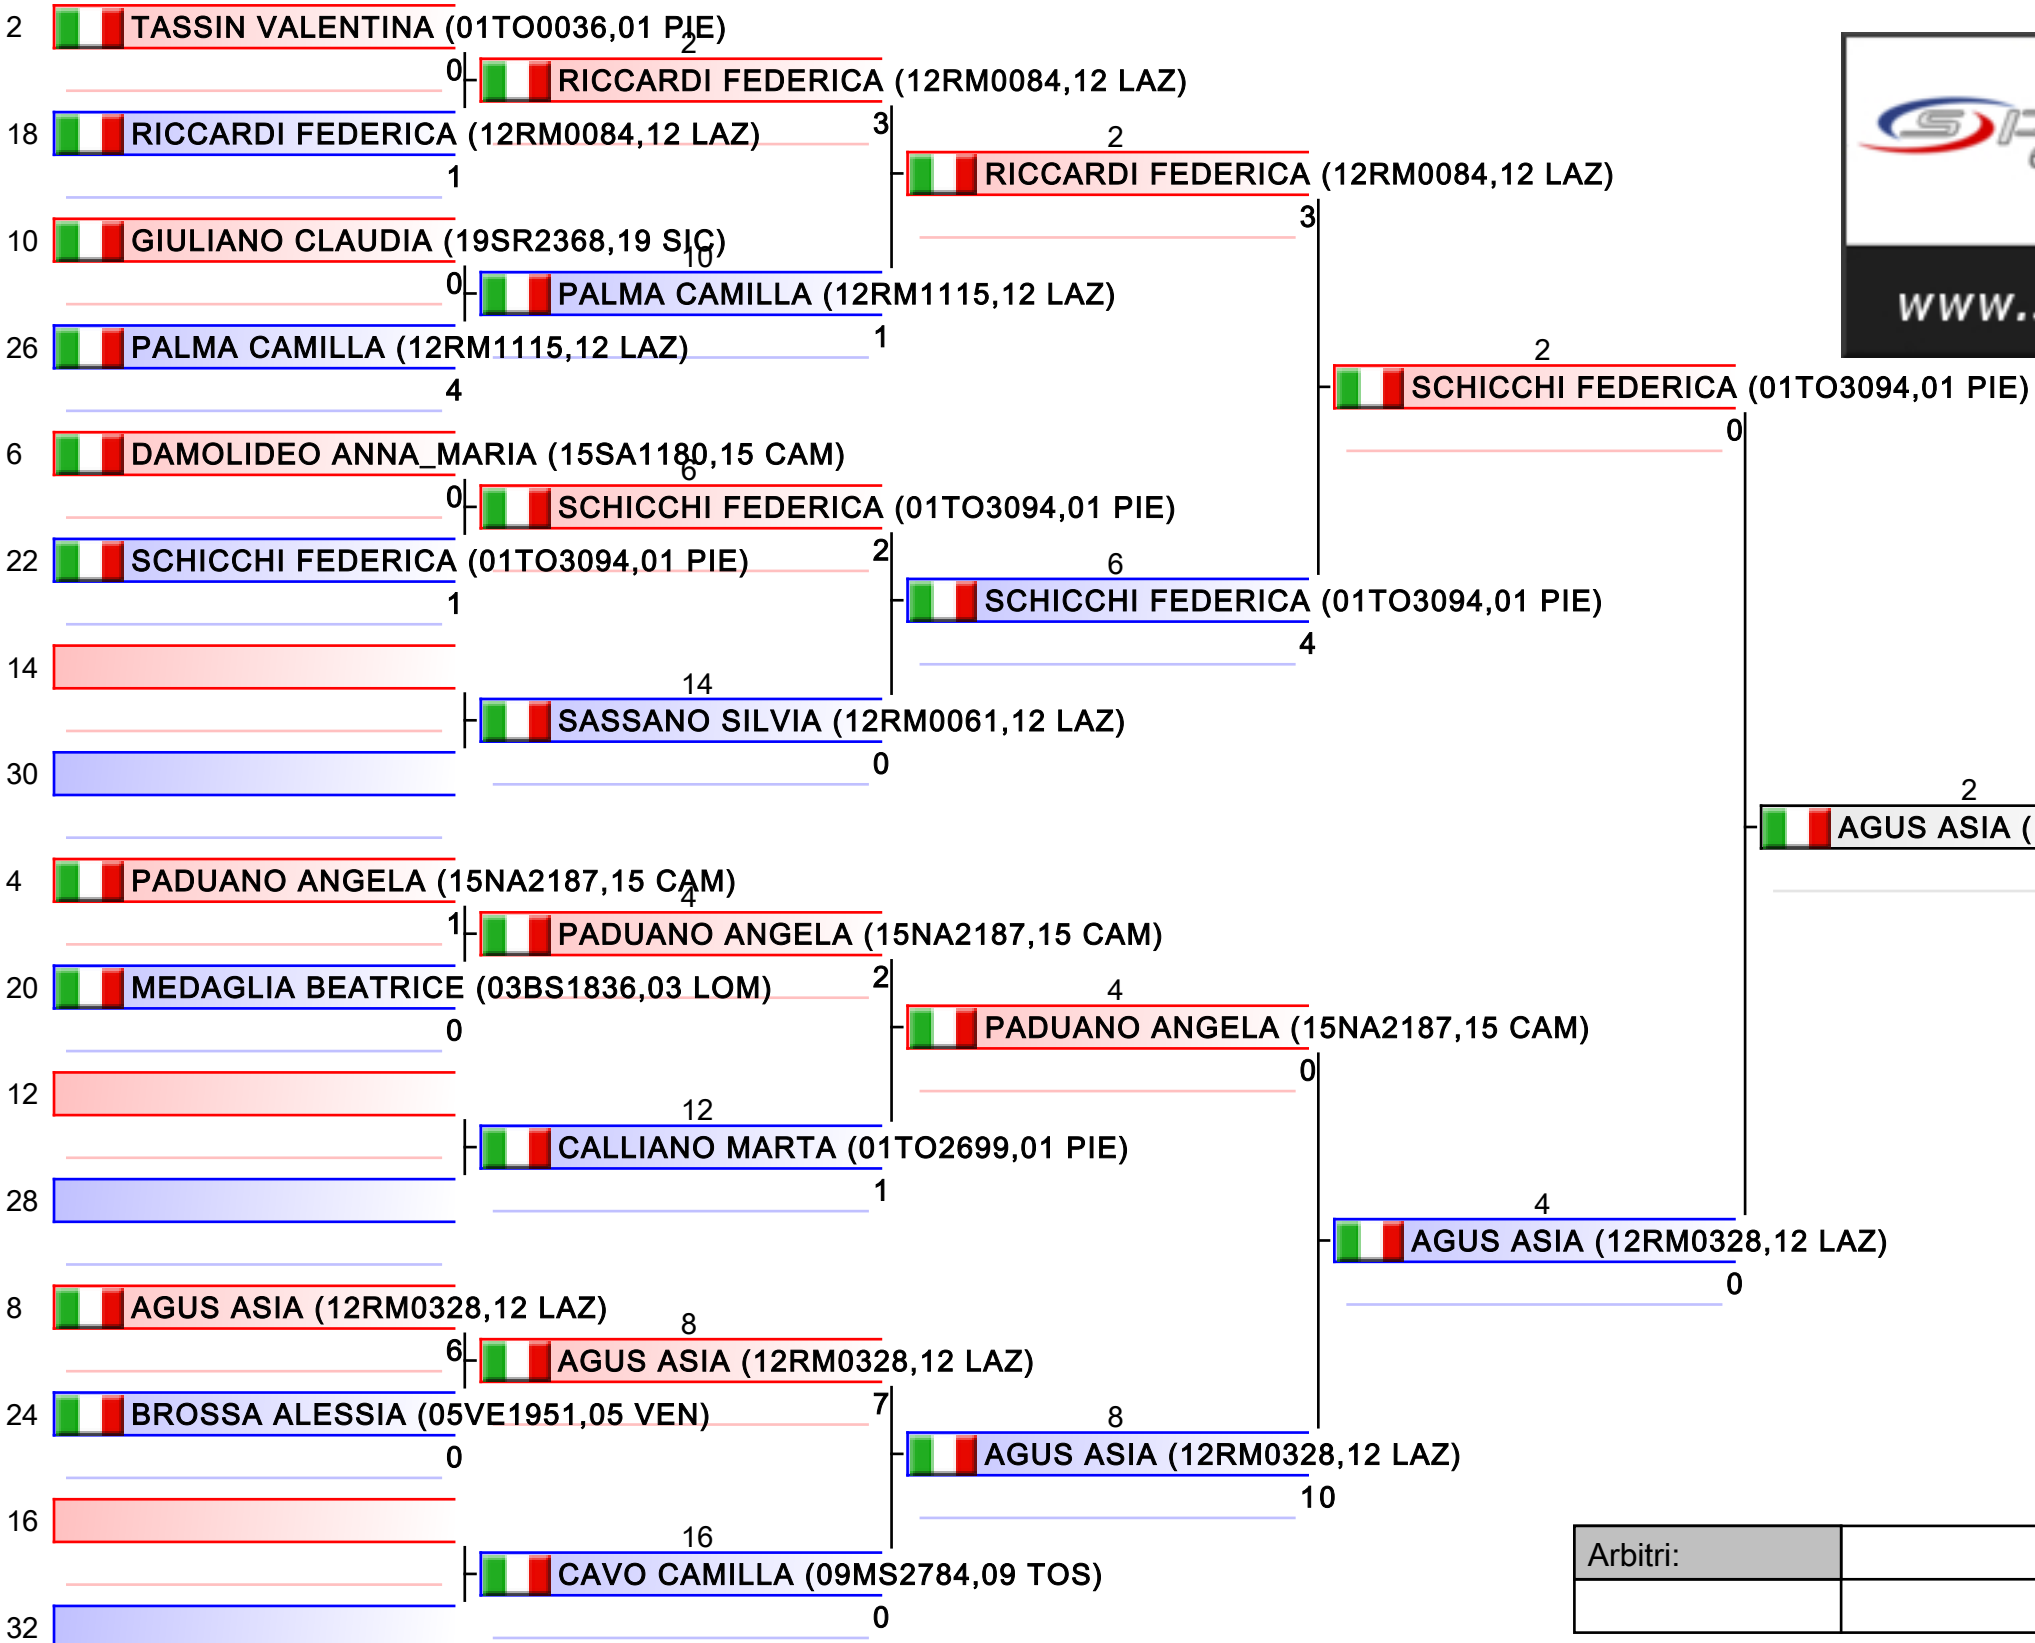 2 TASSIN VALENTINA (01TO0036,01 PIE)
0
2
RICCARDI FEDERICA (12RM0084,12 LAZ)
3
18 RICCARDI FEDERICA (12RM0084,12 LAZ)
1
2
RICCARDI FEDERICA (12RM0084,12 LAZ)
3
10 GIULIANO CLAUDIA (19SR2368,19 SIC)
0
10
PALMA CAMILLA (12RM1115,12 LAZ)
1
26 PALMA CAMILLA (12RM1115,12 LAZ)
4
www.
2
SCHICCHI FEDERICA (01TO3094,01 PIE)
0
6 DAMOLIDEO ANNA_MARIA (15SA1180,15 CAM)
0
6
SCHICCHI FEDERICA (01TO3094,01 PIE)
2
22 SCHICCHI FEDERICA (01TO3094,01 PIE)
1
6
SCHICCHI FEDERICA (01TO3094,01 PIE)
4
14
14
SASSANO SILVIA (12RM0061,12 LAZ)
0
30
2
AGUS ASIA (
4 PADUANO ANGELA (15NA2187,15 CAM)
1
4
PADUANO ANGELA (15NA2187,15 CAM)
2
20 MEDAGLIA BEATRICE (03BS1836,03 LOM)
0
4
PADUANO ANGELA (15NA2187,15 CAM)
0
12
12
CALLIANO MARTA (01TO2699,01 PIE)
1
28
4
AGUS ASIA (12RM0328,12 LAZ)
0
8 AGUS ASIA (12RM0328,12 LAZ)
6
8
AGUS ASIA (12RM0328,12 LAZ)
7
24 BROSSA ALESSIA (05VE1951,05 VEN)
0
8
AGUS ASIA (12RM0328,12 LAZ)
10
16
16
CAVO CAMILLA (09MS2784,09 TOS)
0
32
Arbitri: